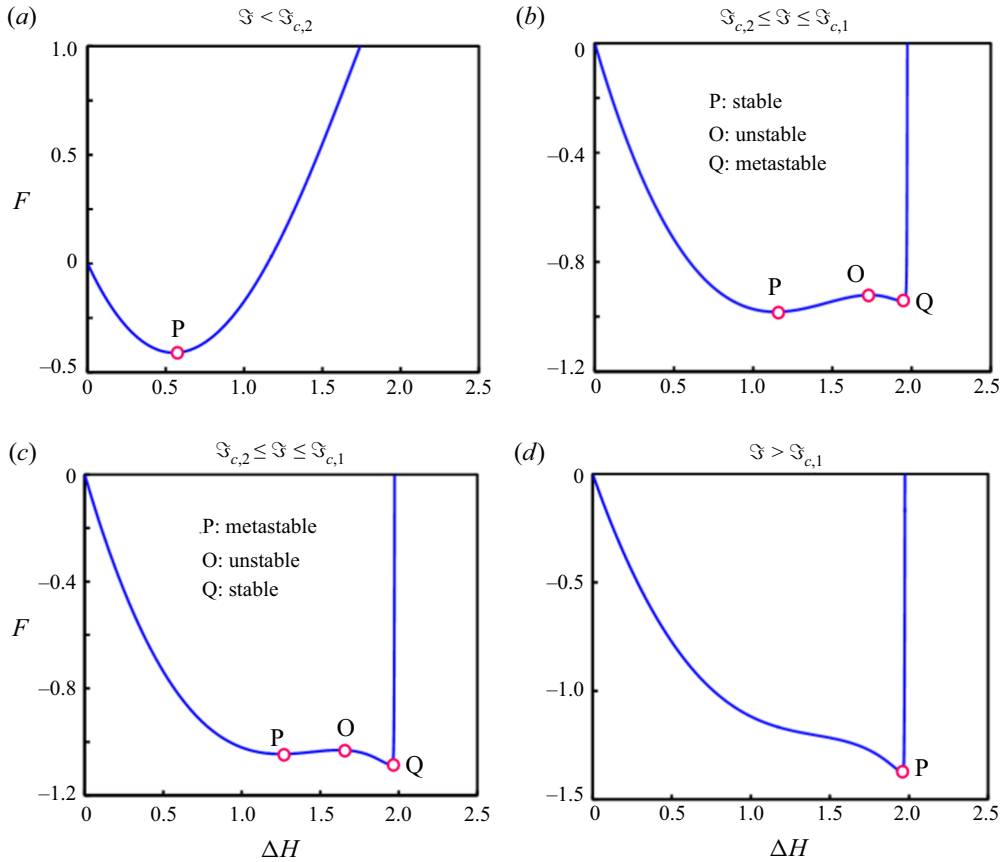 (a)
ℑ < ℑc,2
1.0
0.5
0
–0.5
F
P
0 0.5 1.0 1.5 2.0 2.5
(b)
ℑc,2 ≤ ℑ ≤ ℑc,1
0
–0.4
–0.8
–1.2
P: stable
O: unstable
Q: metastable
P
O
Q
0 0.5 1.0 1.5 2.0 2.5
(c)
ℑc,2 ≤ ℑ ≤ ℑc,1
0
–0.4
–0.8
–1.2
F
P: metastable
O: unstable
Q: stable
P
O
Q
0 0.5 1.0 1.5 2.0 2.5
ΔH
(d)
ℑ > ℑc,1
0
–0.5
–1.0
–1.5
P
0 0.5 1.0 1.5 2.0 2.5
ΔH